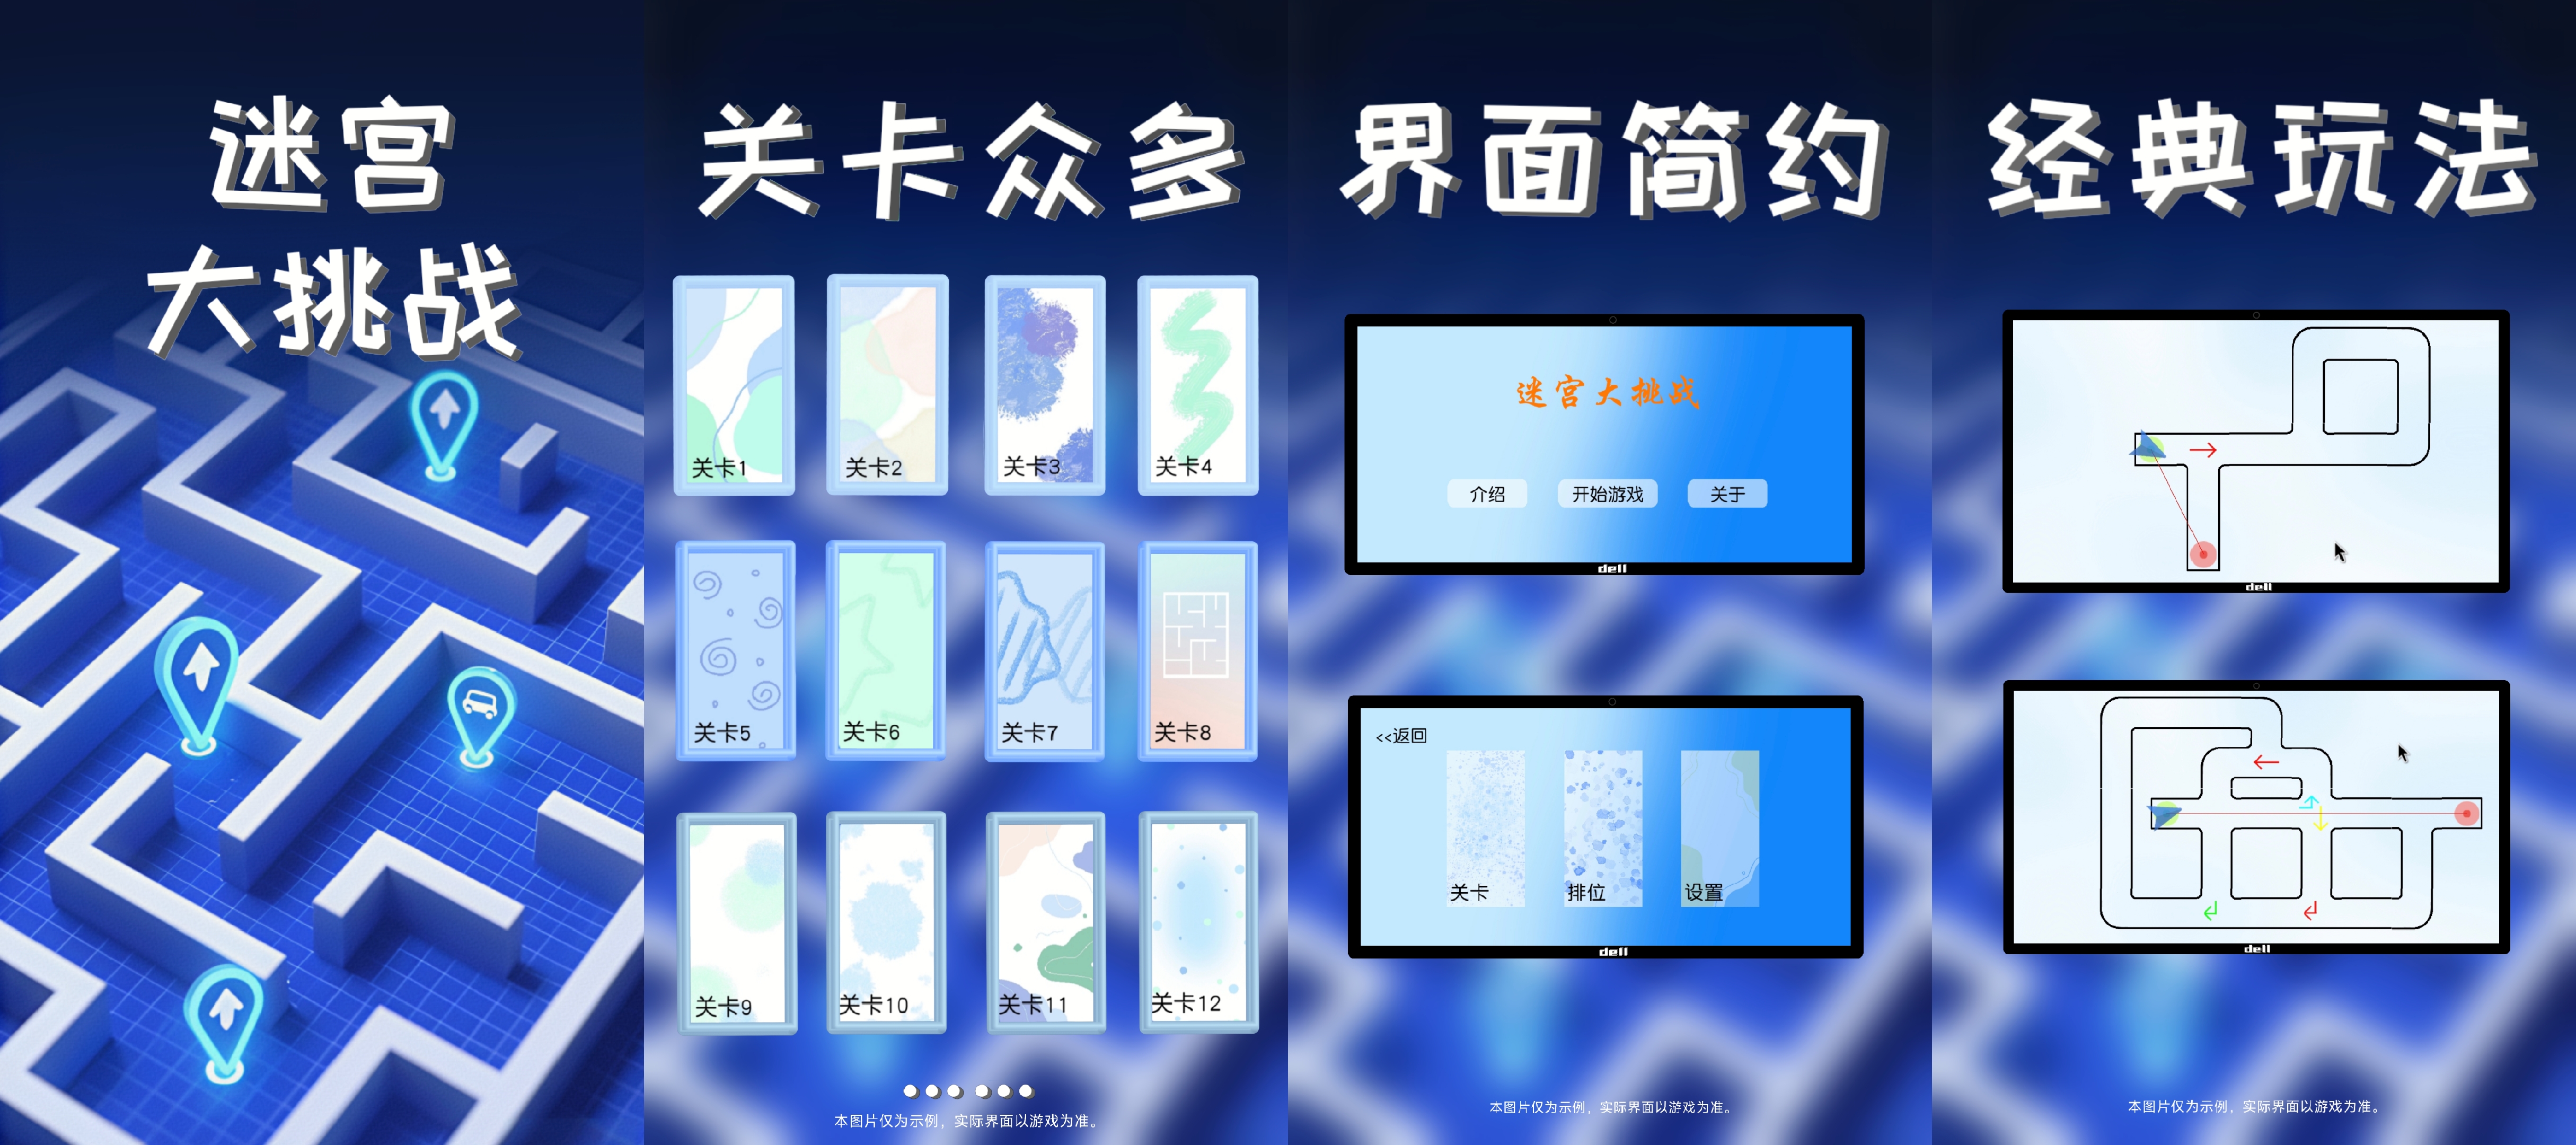 迷宫
大挑战
关卡众多
关卡1
关卡2
关卡3
关卡4
关卡5
关卡6
关卡7
关卡8
关卡9
关卡10
关卡11
关卡12
本图片仅为示例，实际界面以游戏为准。
界面简约
迷宫大挑战
介绍
开始游戏
关于
dell
<<返回
关卡
排位
设置
dell
本图片仅为示例，实际界面以游戏为准。
经典玩法
dell
dell
本图片仅为示例，实际界面以游戏为准。